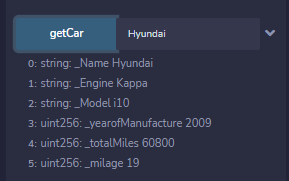 getCar Hyundai
0: string: _Name Hyundai
1: string: _Engine Kappa
2: string: _Model i10
3: uint256: _yearofManufacture 2009
4: uint256: _totalMiles 60800
5: uint256: _milage 19